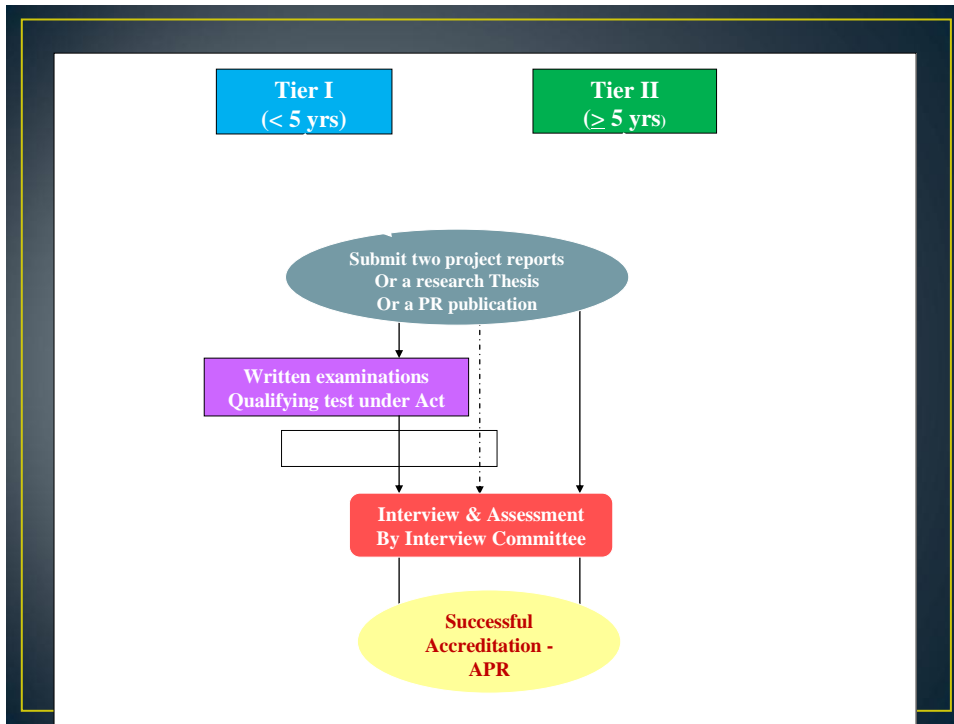 Tier I
(< 5 yrs)
Tier II
(≥ 5 yrs)
Submit two project reports
Or a research Thesis
Or a PR publication
Written examinations
Qualifying test under Act
Interview & Assessment
By Interview Committee
Successful
Accreditation -
APR